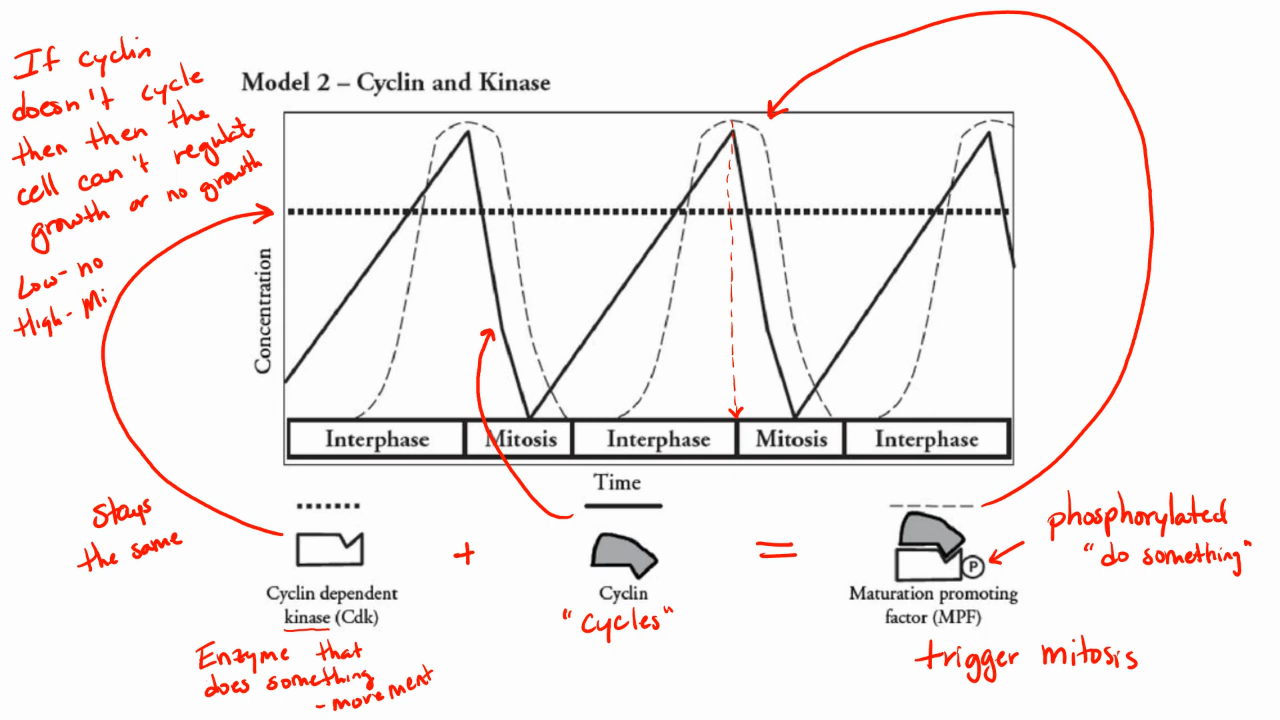 If cyclin
doesn't cycle
then then the
cell can't regulate
growth or no growth
Low- no
High- Mi
Model 2 – Cyclin and Kinase
Concentration
Interphase
Mitosis
Interphase
Mitosis
Interphase
Time
Stays
the same
+
=
P
phosphorylated
"do something"
Cyclin dependent
kinase (Cdk)
Cyclin
"Cycles"
Maturation promoting
factor (MPF)
Enzyme that
does something
- movement
trigger mitosis